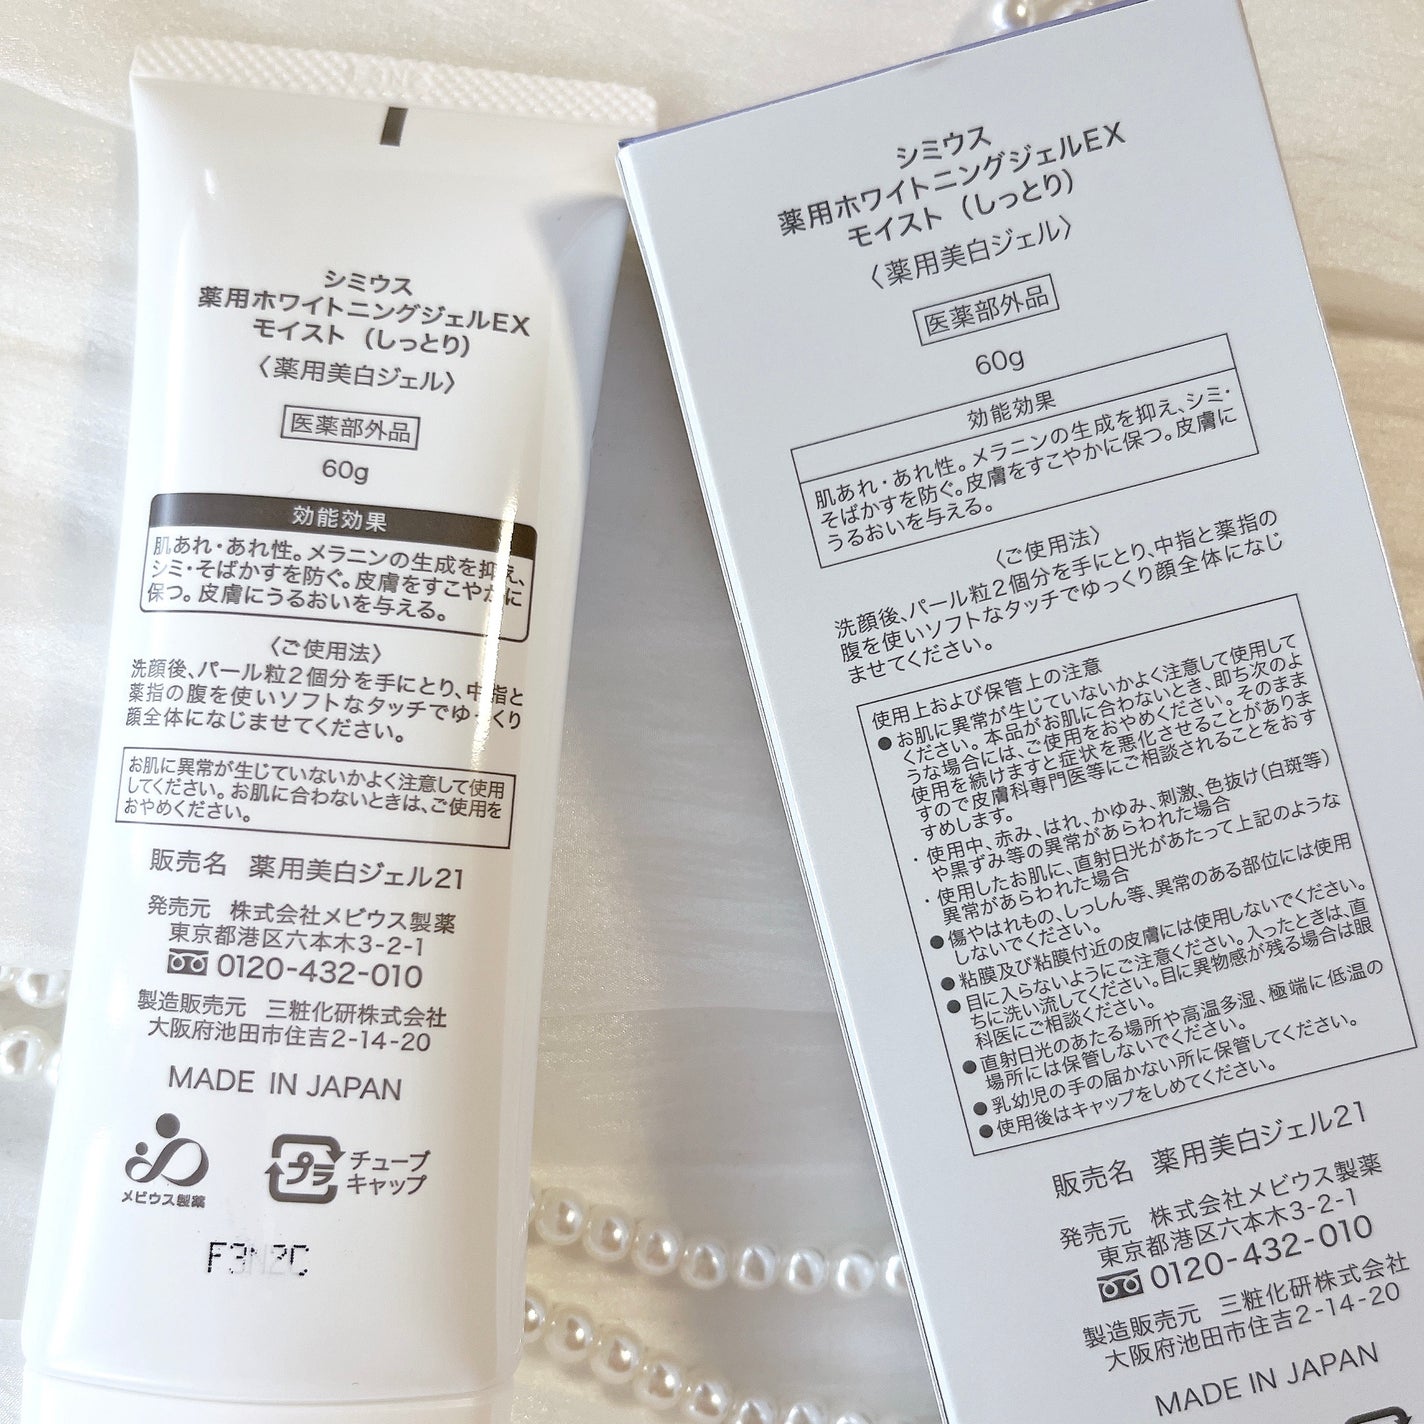 シミウス
薬用ホワイトニングジェルEX
モイスト（しっとり）
〈薬用美白ジェル〉
医薬部外品
60g
効能効果
肌あれ・あれ性。メラニンの生成を抑え、
シミ・そばかすを防ぐ。皮膚をすこやかに
保つ。皮膚にうるおいを与える。
〈ご使用法〉
洗顔後、パール粒2個分を手にとり、中指と
薬指の腹を使いソフトなタッチでゆっくり
顔全体になじませてください。
お肌に異常が生じていないかよく注意して使用
してください。お肌に合わないときは、ご使用を
おやめください。
販売名 薬用美白ジェル21
発売元 株式会社メビウス製薬
東京都港区六本木3-2-1
0120-432-010
製造販売元 三粧化研株式会社
大阪府池田市住吉2-14-20
MADE IN JAPAN
メビウス製薬
プラ
チューブ
キャップ
F3N2C
シミウス
薬用ホワイトニングジェルEX
モイスト（しっとり）
〈薬用美白ジェル〉
医薬部外品
60g
効能効果
肌あれ・あれ性。メラニンの生成を抑え、シミ・
そばかすを防ぐ。皮膚をすこやかに保つ。皮膚に
うるおいを与える。
〈ご使用法〉
洗顔後、パール粒2個分を手にとり、中指と薬指の
腹を使いソフトなタッチでゆっくり顔全体になじ
ませてください。
使用上および保管上の注意
●お肌に異常が生じていないかよく注意して使用して
ください。本品がお肌に合わないとき、即ち次のよ
うな場合には、ご使用をおやめください。そのまま
使用を続けますと症状を悪化させることがありま
すので皮膚科専門医等にご相談されることをおす
すめします。
・使用中、赤み、はれ、かゆみ、刺激、色抜け（白斑等）
や黒ずみ等の異常があらわれた場合
・使用したお肌に、直射日光があたって上記のような
異常があらわれた場合
●傷やはれもの、しっしん等、異常のある部位には使用
しないでください。
●粘膜及び粘膜付近の皮膚には使用しないでください。
●目に入らないようにご注意ください。入ったときは、直
ちに洗い流してください。目に異物感が残る場合は眼
科医にご相談ください。
●直射日光のあたる場所や高温多湿、極端に低温の
場所には保管しないでください。
●乳幼児の手の届かない所に保管してください。
●使用後はキャップをしめてください。
販売名 薬用美白ジェル21
発売元 株式会社メビウス製薬
東京都港区六本木3-2-1
0120-432-010
製造販売元 三粧化研株式会社
大阪府池田市住吉2-14-20
MADE IN JAPAN